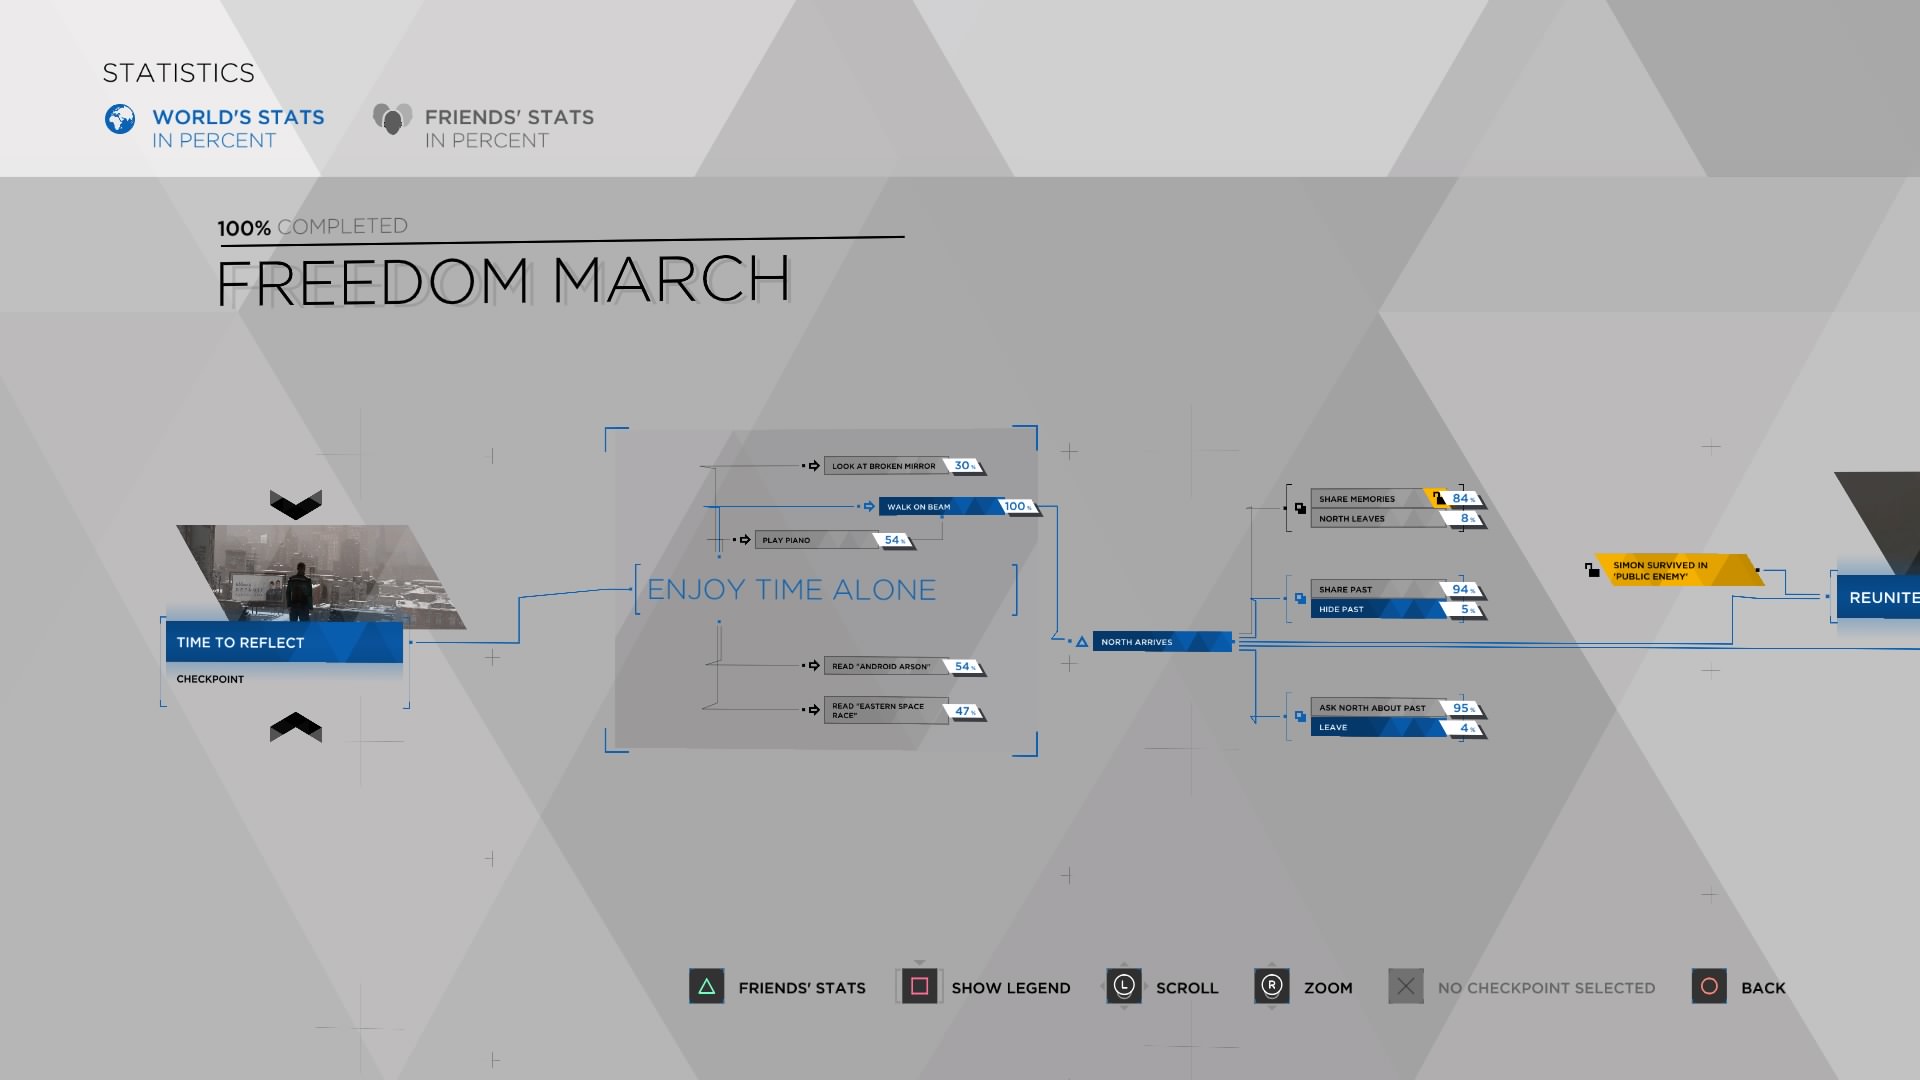 STATISTICS
WORLD'S STATS
IN PERCENT
FRIENDS' STATS
IN PERCENT
100% COMPLETED
FREEDOM MARCH
TIME TO REFLECT
CHECKPOINT
LOOK AT BROKEN MIRROR 30%
WALK ON BEAM 100%
PLAY PIANO 54%
ENJOY TIME ALONE
READ "ANDROID ARSON" 54%
READ "EASTERN SPACE
RACE" 47%
NORTH ARRIVES
SHARE MEMORIES 84%
NORTH LEAVES 8%
SHARE PAST 94%
HIDE PAST 5%
ASK NORTH ABOUT PAST 95%
LEAVE 4%
SIMON SURVIVED IN
'PUBLIC ENEMY'
REUNITE
FRIENDS' STATS
SHOW LEGEND
L SCROLL
R ZOOM
NO CHECKPOINT SELECTED
BACK